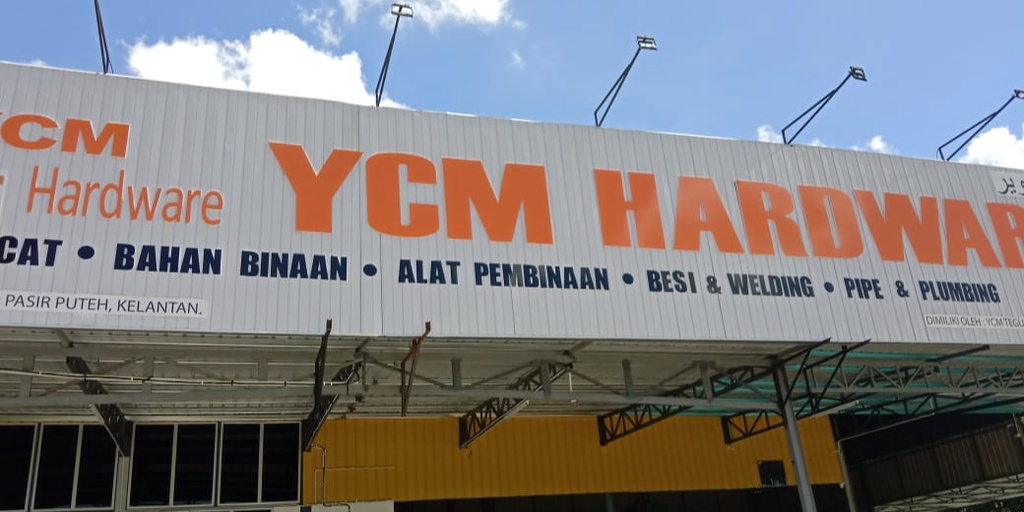 YCM
Hardware
YCM HARDWAR
CAT • BAHAN BINAAN • ALAT PEMBINAAN • BESI & WELDING • PIPE & PLUMBING
PASIR PUTEH, KELANTAN.
DIMILIKI OLEH : YCM